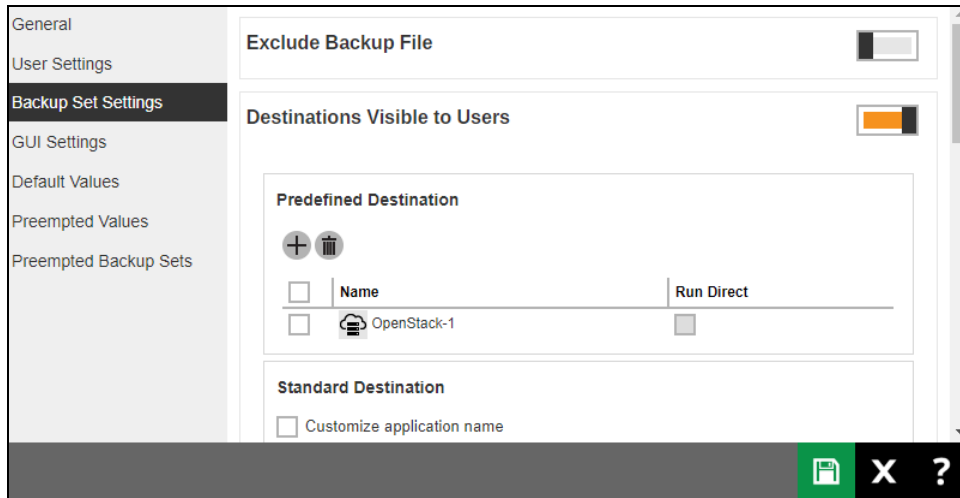 General
User Settings
Backup Set Settings
GUI Settings
Default Values
Preempted Values
Preempted Backup Sets
Exclude Backup File
Destinations Visible to Users
Predefined Destination
Name Run Direct
OpenStack-1
Standard Destination
Customize application name
X ?